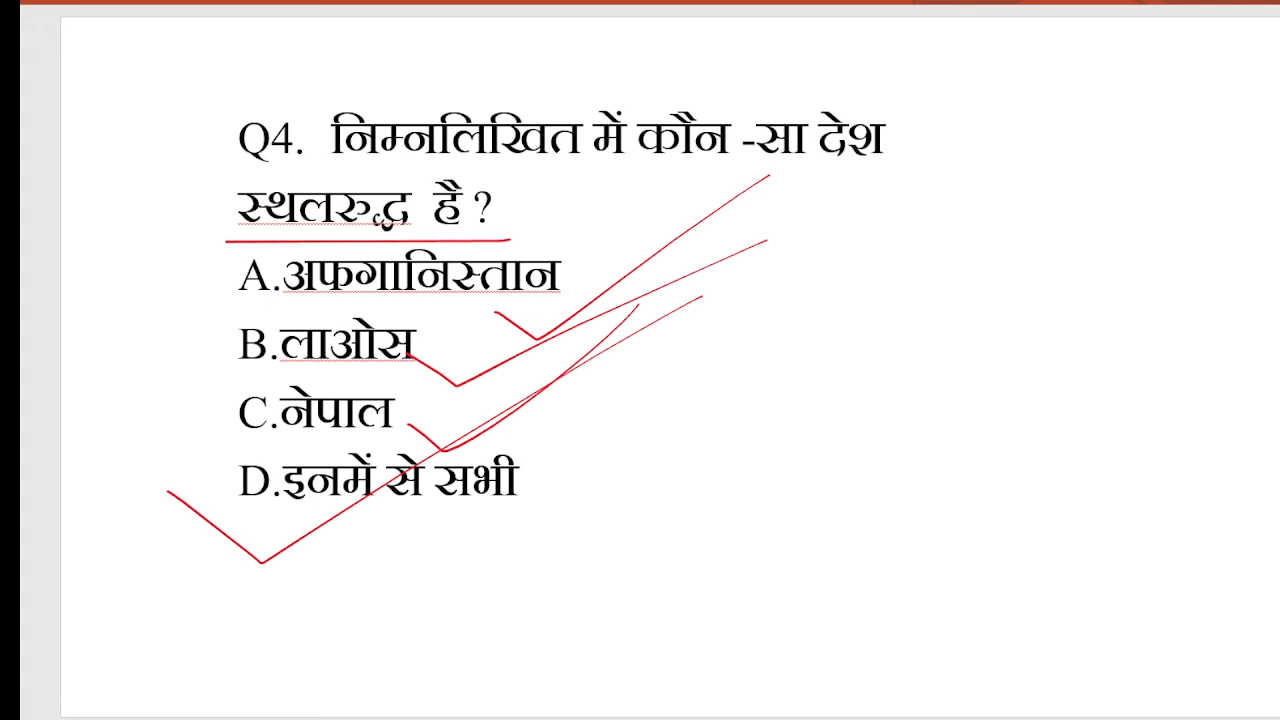 Q4. निम्नलिखित में कौन -सा देश
स्थलरुद्ध है ?
A.अफगानिस्तान
B.लाओस
C.नेपाल
D.इनमें से सभी